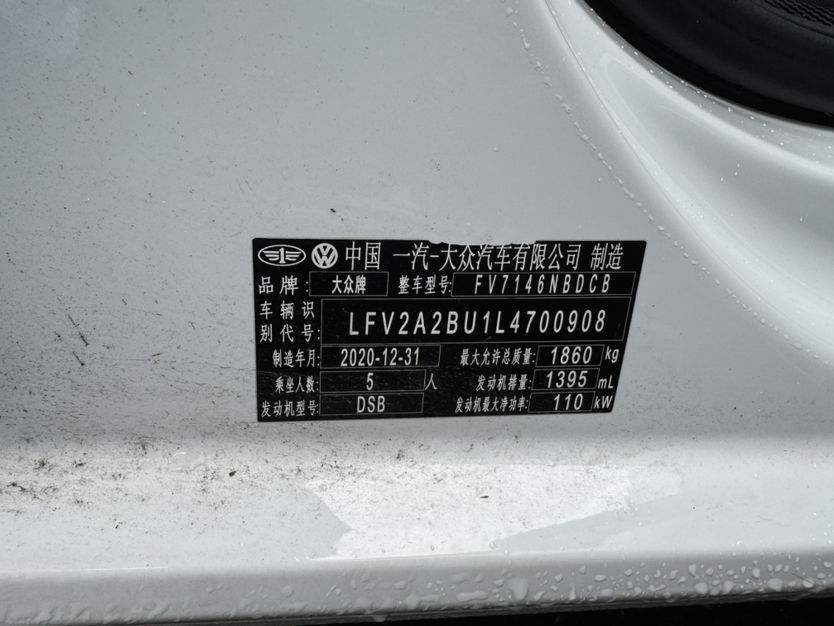 1 VW 中国 一汽-大众汽车有限公司 制造
品牌: 大众牌 整车型号: FV7146NBDCB
车辆识
别代号: LFV2A2BU1L4700908
制造年月: 2020-12-31 最大允许总质量: 1860 kg
乘坐人数: 5 人 发动机排量: 1395 mL
发动机型号: DSB 发动机最大净功率: 110 kW